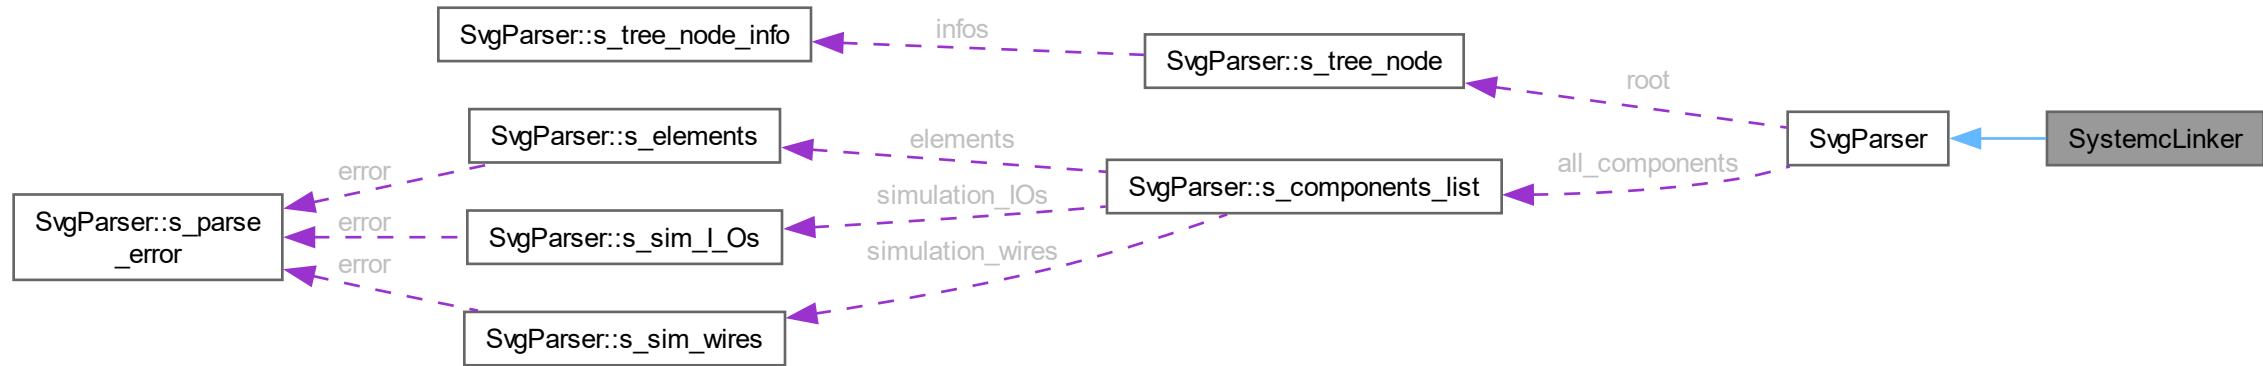 SvgParser::s_tree_node_info
infos
SvgParser::s_tree_node
root
SvgParser::s_elements
elements
SvgParser
SystemcLinker
error
all_components
SvgParser::s_components_list
simulation_IOs
SvgParser::s_parse
_error
error
SvgParser::s_sim_I_Os
simulation_wires
error
SvgParser::s_sim_wires